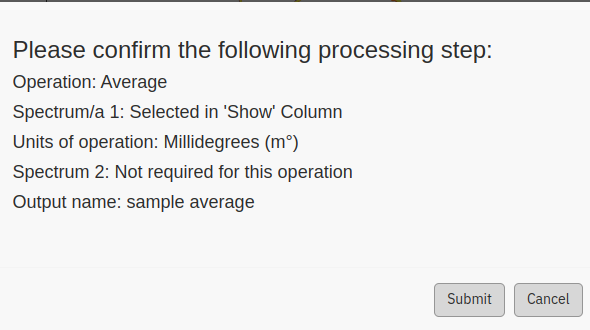 Please confirm the following processing step:
Operation: Average
Spectrum/a 1: Selected in 'Show' Column
Units of operation: Millidegrees (m°)
Spectrum 2: Not required for this operation
Output name: sample average
Submit Cancel